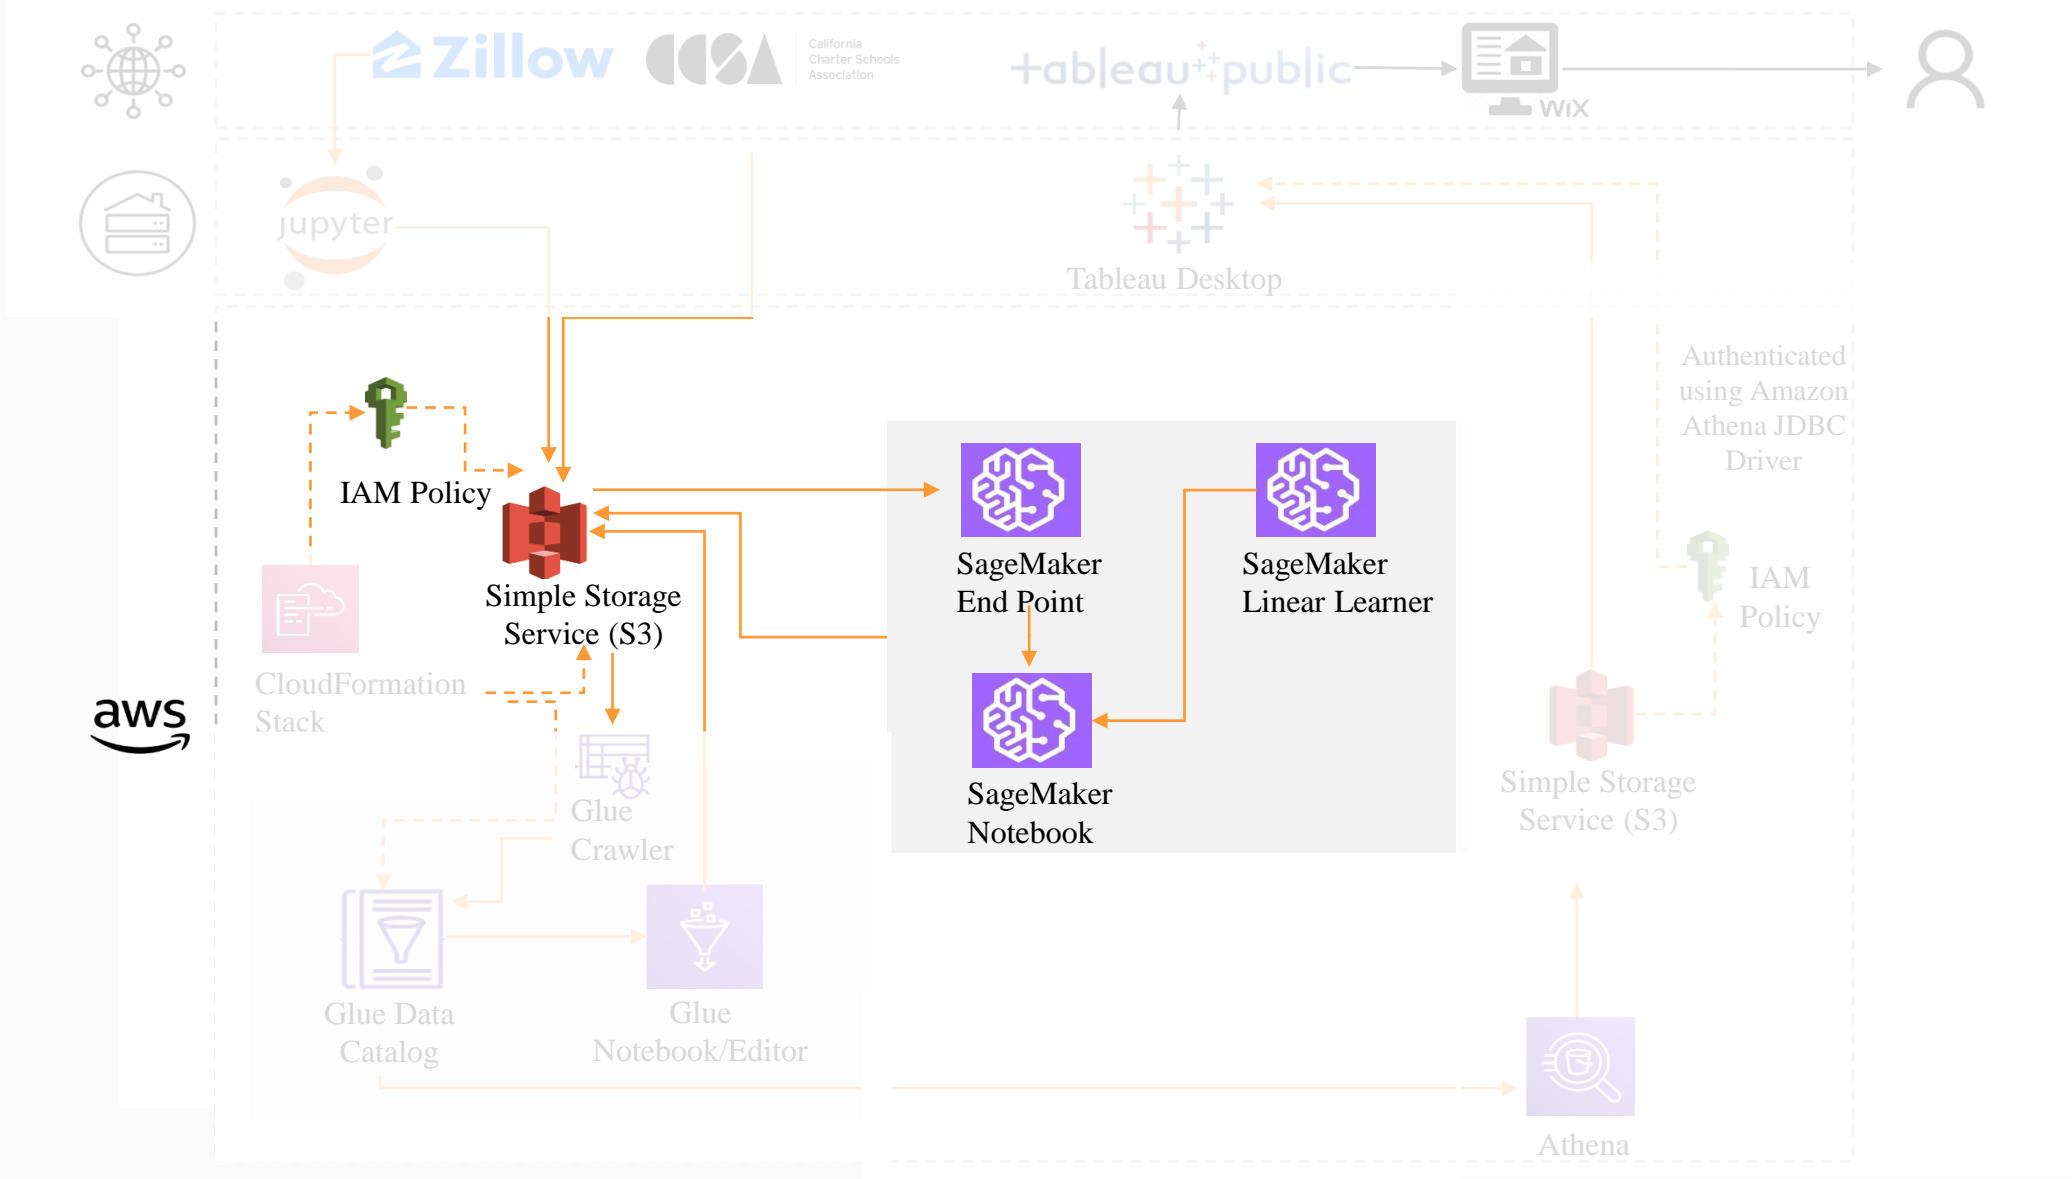 Zillow
CCSA
California
Charter Schools
Association
+ableau public
WiX
jupyter
Tableau Desktop
Authenticated
using Amazon
Athena JDBC
Driver
IAM Policy
SageMaker
End Point
SageMaker
Linear Learner
IAM
Policy
Simple Storage
Service (S3)
CloudFormation
Stack
aws
SageMaker
Notebook
Simple Storage
Service (S3)
Glue
Crawler
Glue Data
Catalog
Glue
Notebook/Editor
Athena